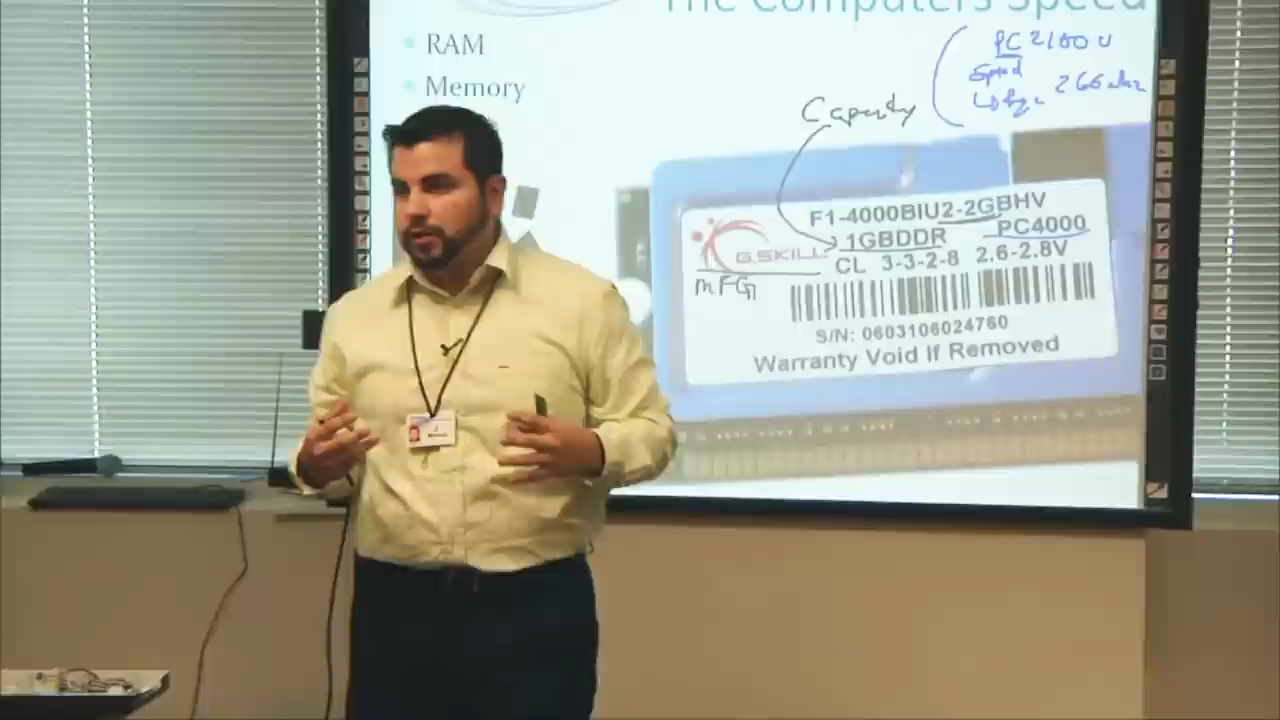 The Computers Speed
RAM
Memory
PC 2100 U
Speed
266 mhz
Capacity
F1-4000BIU2-2GBHV
1GBDDR PC4000
G.SKILL
CL 3-3-2-8 2.6-2.8V
MFG
S/N: 0603106024760
Warranty Void If Removed